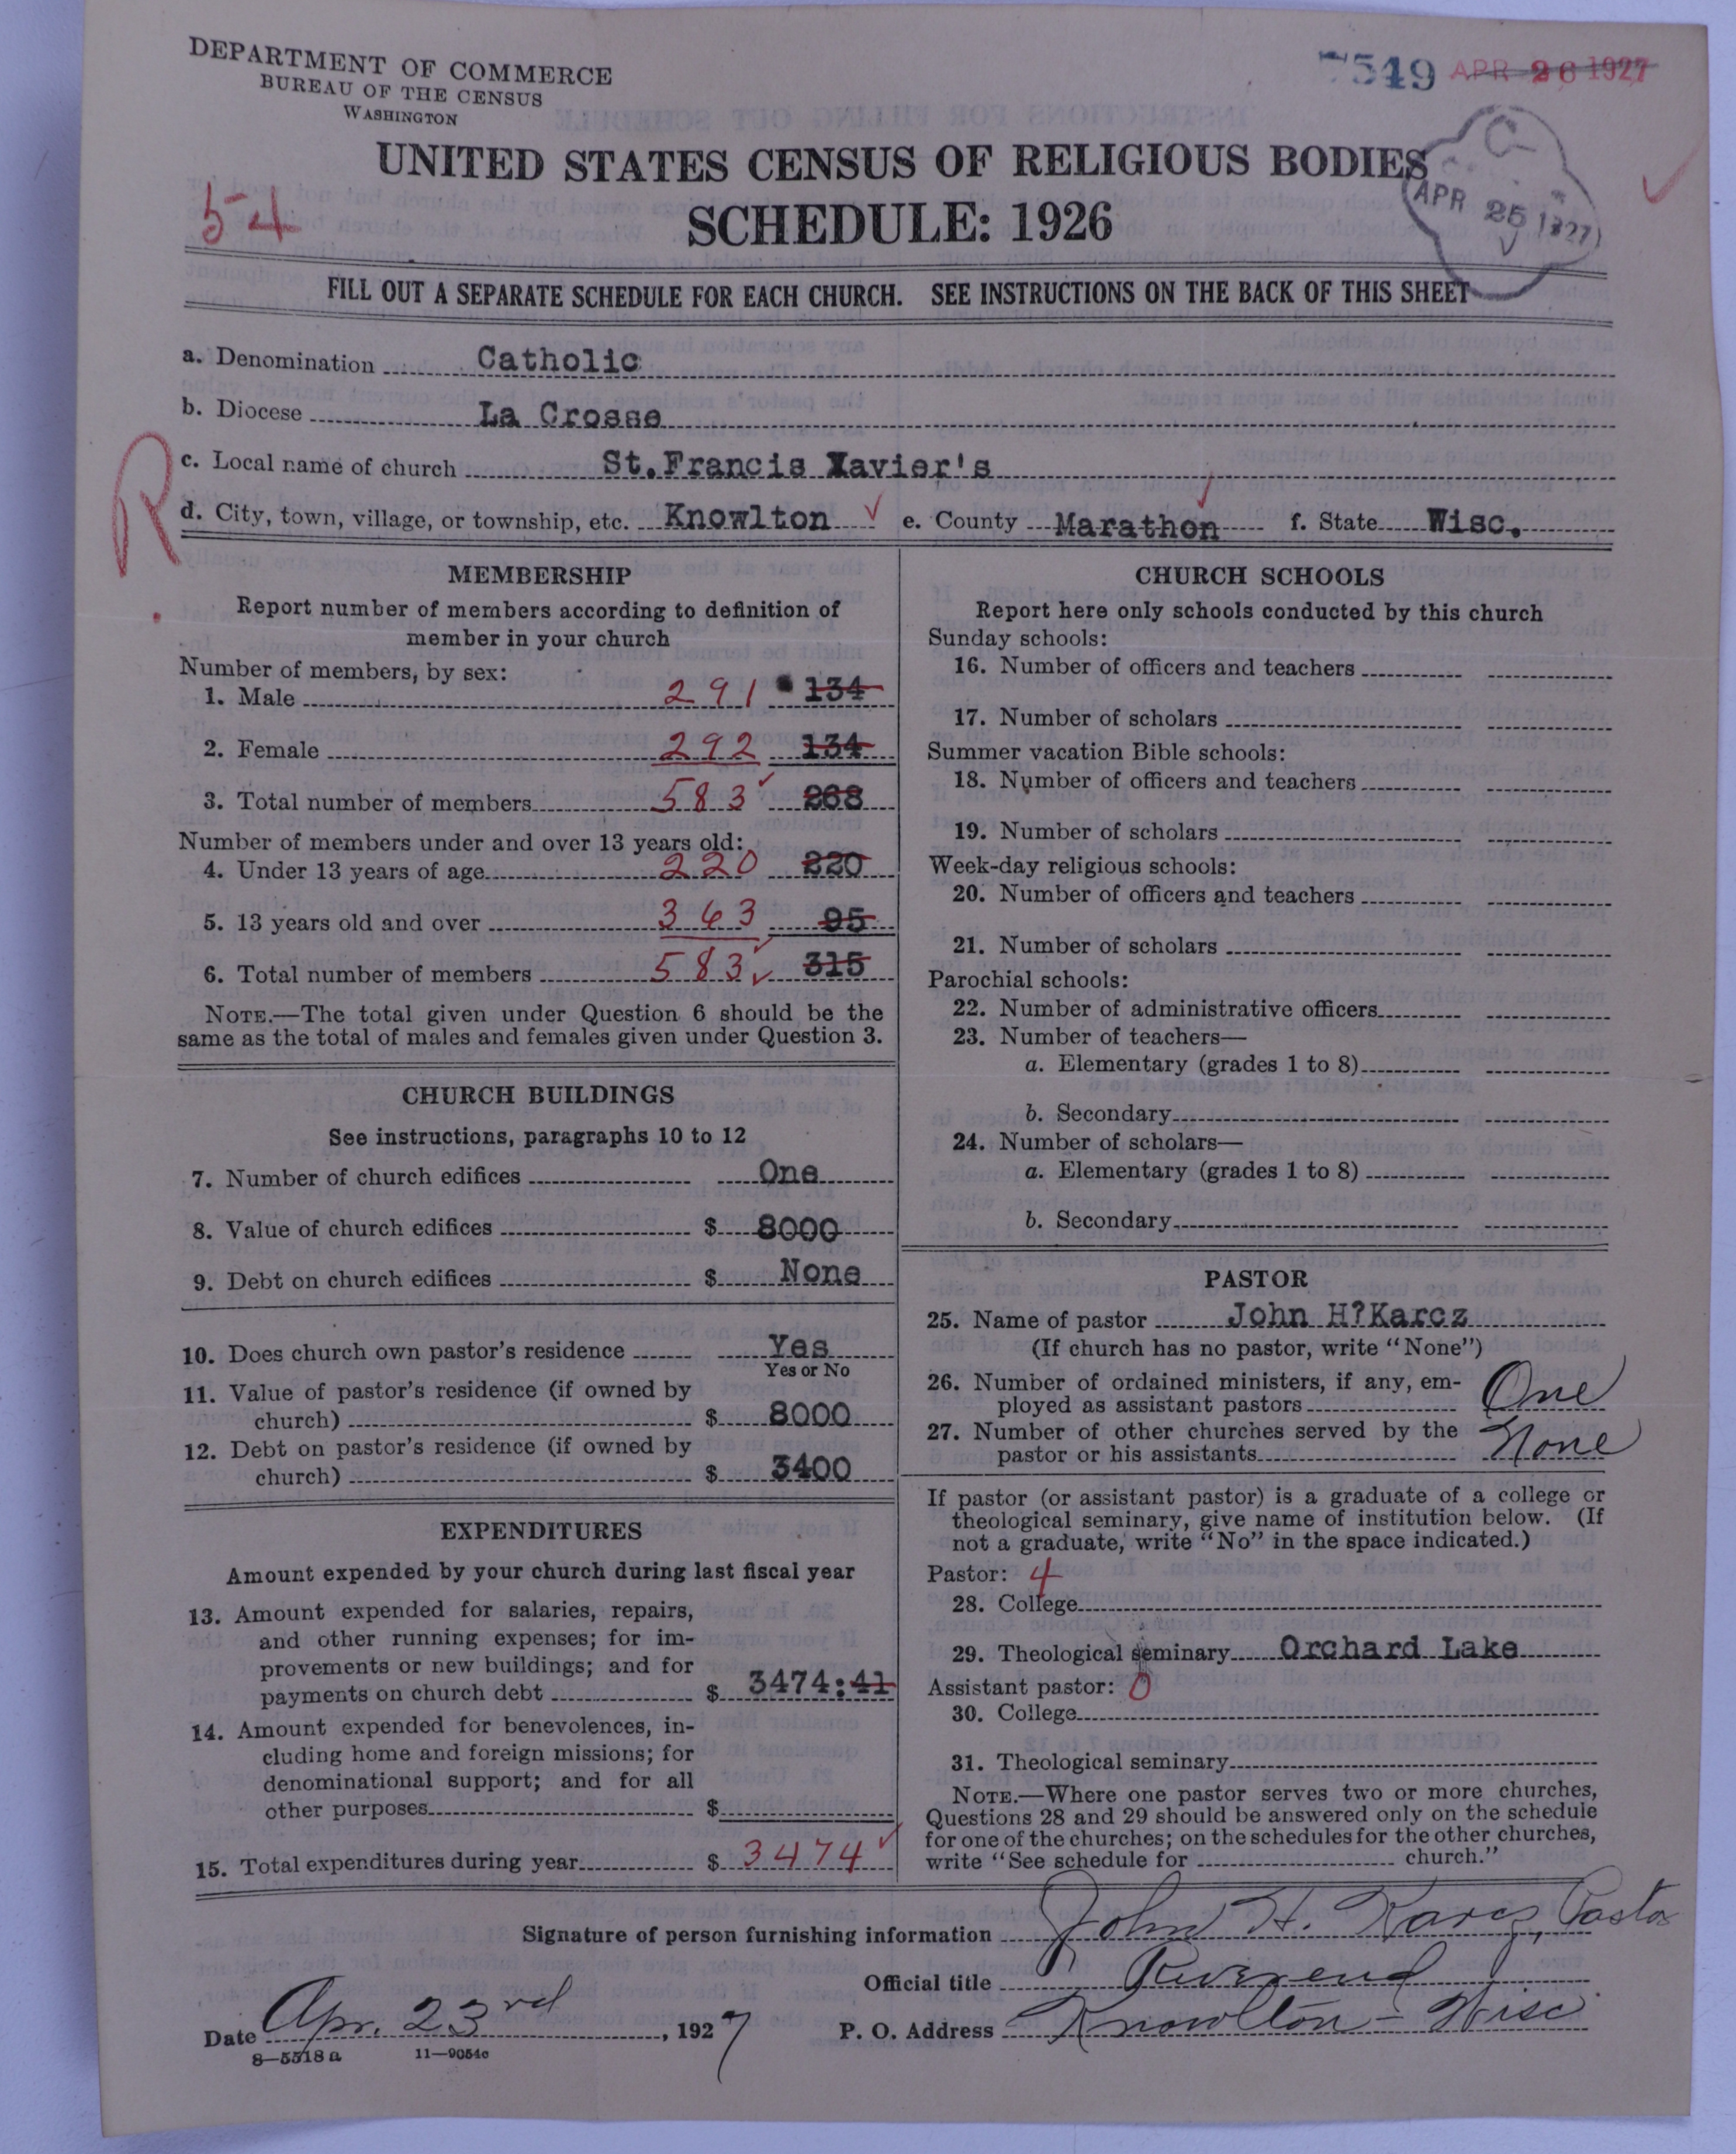 DEPARTMENT OF COMMERCE
BUREAU OF THE CENSUS
WASHINGTON
7549 APR 26 1927
UNITED STATES CENSUS OF RELIGIOUS BODIES
SCHEDULE: 1926
54
APR 25 1927
FILL OUT A SEPARATE SCHEDULE FOR EACH CHURCH. SEE INSTRUCTIONS ON THE BACK OF THIS SHEET
a. Denomination Catholic
b. Diocese La Crosse
c. Local name of church St.Francis Xavier's
R
d. City, town, village, or township, etc. Knowlton e. County Marathon f. State Wisc.
MEMBERSHIP
Report number of members according to definition of
member in your church
Number of members, by sex:
1. Male 291 134
2. Female 292 134
3. Total number of members 583 268
Number of members under and over 13 years old:
4. Under 13 years of age 220 220
5. 13 years old and over 363 95
6. Total number of members 583 315
NOTE.—The total given under Question 6 should be the
same as the total of males and females given under Question 3.
CHURCH BUILDINGS
See instructions, paragraphs 10 to 12
7. Number of church edifices One
8. Value of church edifices $ 8000
9. Debt on church edifices $ None
10. Does church own pastor's residence Yes
Yes or No
11. Value of pastor's residence (if owned by
church) $ 8000
12. Debt on pastor's residence (if owned by
church) $ 3400
EXPENDITURES
Amount expended by your church during last fiscal year
13. Amount expended for salaries, repairs,
and other running expenses; for im-
provements or new buildings; and for
payments on church debt $ 3474:41
14. Amount expended for benevolences, in-
cluding home and foreign missions; for
denominational support; and for all
other purposes $
15. Total expenditures during year $ 3474
CHURCH SCHOOLS
Report here only schools conducted by this church
Sunday schools:
16. Number of officers and teachers
17. Number of scholars
Summer vacation Bible schools:
18. Number of officers and teachers
19. Number of scholars
Week-day religious schools:
20. Number of officers and teachers
21. Number of scholars
Parochial schools:
22. Number of administrative officers
23. Number of teachers—
a. Elementary (grades 1 to 8)
b. Secondary
24. Number of scholars—
a. Elementary (grades 1 to 8)
b. Secondary
PASTOR
25. Name of pastor John H?Karcz
(If church has no pastor, write "None")
26. Number of ordained ministers, if any, em-
ployed as assistant pastors One
27. Number of other churches served by the
pastor or his assistants None
If pastor (or assistant pastor) is a graduate of a college or
theological seminary, give name of institution below. (If
not a graduate, write "No" in the space indicated.)
Pastor: 4
28. College
29. Theological seminary Orchard Lake
Assistant pastor: 0
30. College
31. Theological seminary
NOTE.—Where one pastor serves two or more churches,
Questions 28 and 29 should be answered only on the schedule
for one of the churches; on the schedules for the other churches,
write "See schedule for church."
Signature of person furnishing information John H. Karcz, Pastor
Official title Reverend
Date Apr. 23rd, 1927 P. O. Address Knowlton - Wisc.
8—5518 a 11—9054c